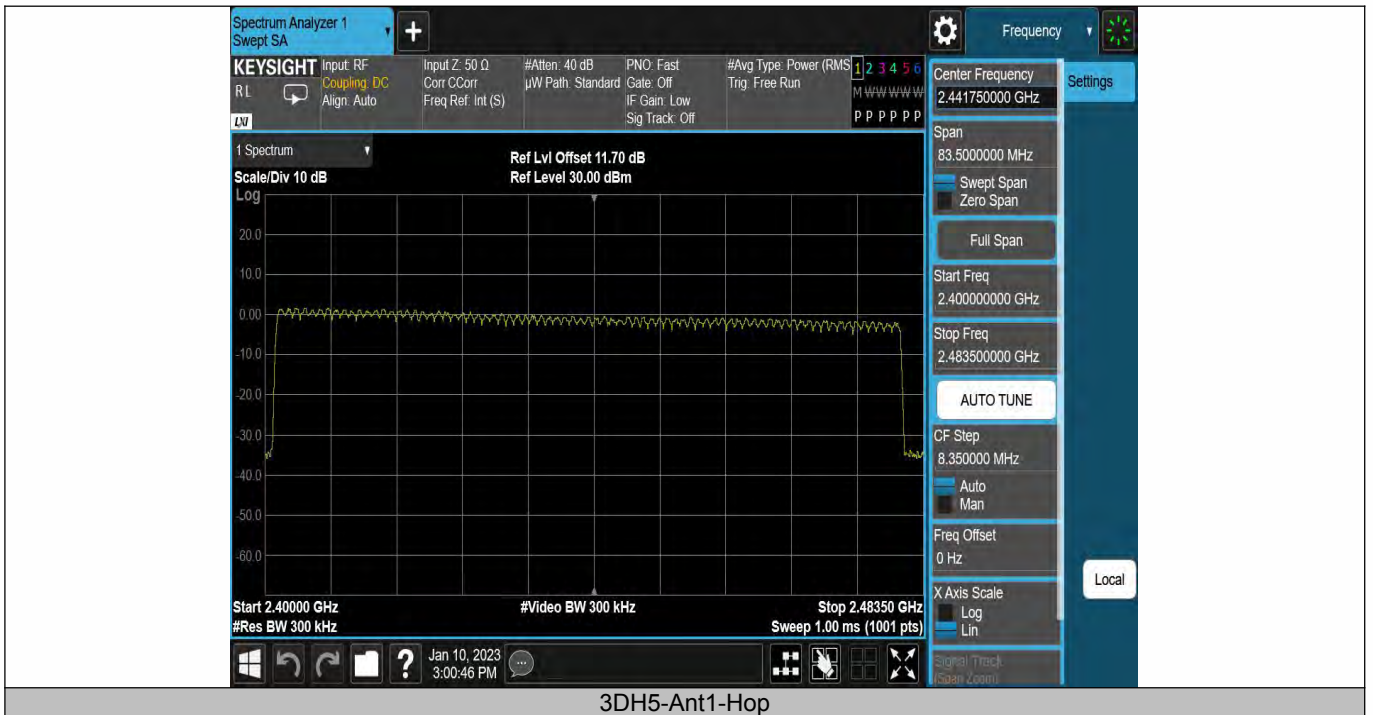 Spectrum Analyzer 1
Swept SA
+
Frequency
KEYSIGHT
Input: RF
Coupling: DC
Align: Auto
RL
LXI
Input Z: 50 Ω
Corr CCorr
Freq Ref: Int (S)
#Atten: 40 dB
µW Path: Standard
PNO: Fast
Gate: Off
IF Gain: Low
Sig Track: Off
#Avg Type: Power (RMS
Trig: Free Run
1 2 3 4 5 6
M W W W W W
P P P P P P
Center Frequency
2.441750000 GHz
Settings
Span
83.5000000 MHz
Swept Span
Zero Span
Full Span
Start Freq
2.400000000 GHz
Stop Freq
2.483500000 GHz
AUTO TUNE
CF Step
8.350000 MHz
Auto
Man
Freq Offset
0 Hz
X Axis Scale
Log
Lin
Signal Track
(Span Zoom)
Local
1 Spectrum
Scale/Div 10 dB
Ref Lvl Offset 11.70 dB
Ref Level 30.00 dBm
Log
20.0
10.0
0.00
-10.0
-20.0
-30.0
-40.0
-50.0
-60.0
Start 2.40000 GHz
#Video BW 300 kHz
Stop 2.48350 GHz
#Res BW 300 kHz
Sweep 1.00 ms (1001 pts)
?
Jan 10, 2023
3:00:46 PM
3DH5-Ant1-Hop